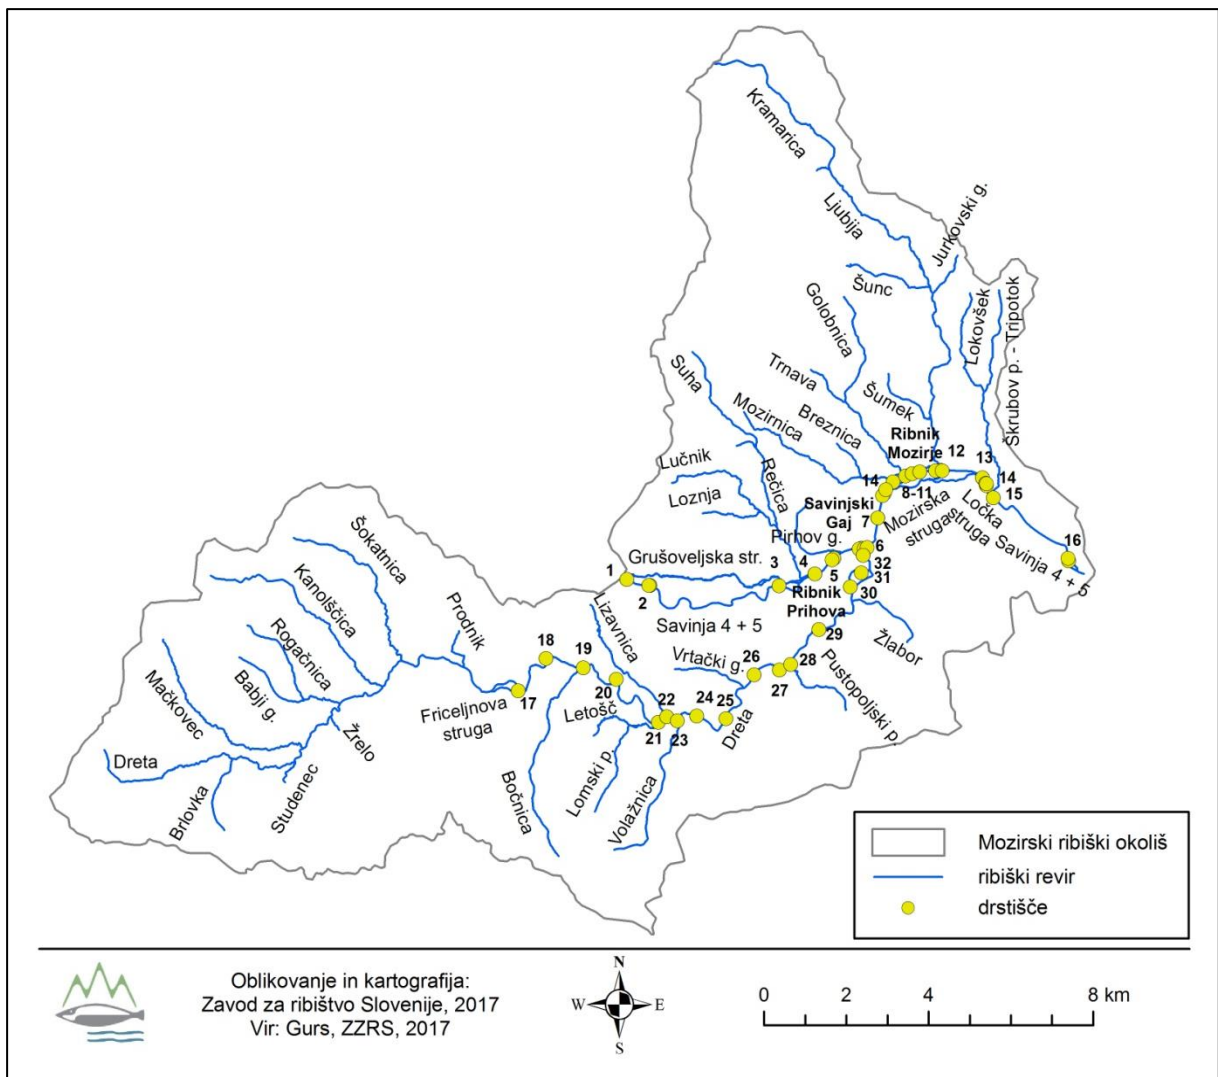 Kramarica
Ljubija
Jurkovski g.
Šunc
Golobnica
Lokovšek
Škrubov p. - Tripotok
Suha
Trnava
Šumek
Mozirnica
Breznica
Ribnik
Mozirje
12
13
Lučnik
Rečica
14
8-11
14
Loznja
Savinjski
Gaj
7
Mozirska
struga
Ločka
struga
15
Šokatnica
Pirhov g.
6
Savinja 4 + 5
16
Grušoveljska str.
1
2
3
4
5
32
31
Kanolščica
Ribnik
Prihova
30
Prodnik
Lizavnica
Savinja 4 + 5
29
Žlabor
Rogačnica
18
19
Vrtački g.
26
28
27
Pustopoljski p.
Babji g.
Mačkovec
17
20
Friceljnova
struga
Letošč
22
24
25
21
23
Dreta
Žrelo
Dreta
Lomski p.
Studenec
Bočnica
Volažnica
Brlovka
Mozirski ribiški okoliš
ribiški revir
drstišče
Oblikovanje in kartografija:
Zavod za ribištvo Slovenije, 2017
Vir: Gurs, ZZRS, 2017
N
W
E
S
0
2
4
8 km